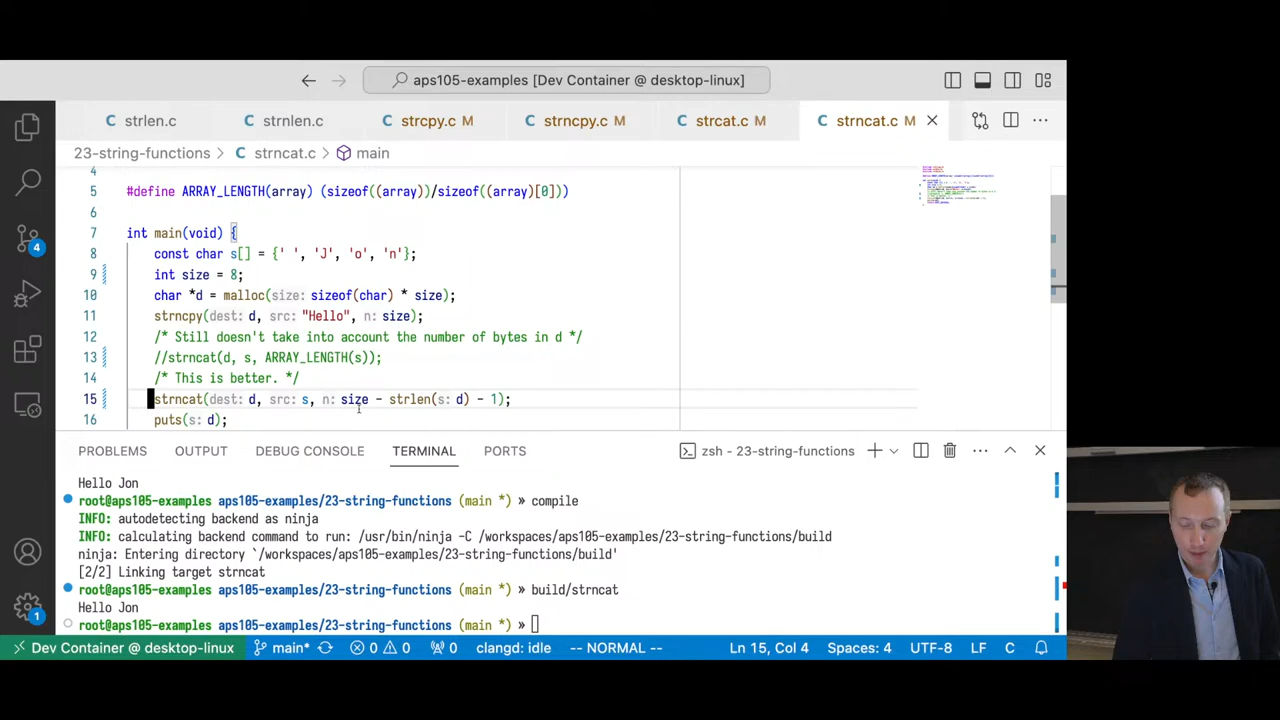 aps105-examples [Dev Container @ desktop-linux]
C strlen.c C strnlen.c C strcpy.c M C strncpy.c M C strcat.c M C strncat.c M
23-string-functions > C strncat.c > main
4
5 #define ARRAY_LENGTH(array) (sizeof((array))/sizeof((array)[0]))
6
7 int main(void) {
8 const char s[] = {' ', 'J', 'o', 'n'};
9 int size = 8;
10 char *d = malloc(size: sizeof(char) * size);
11 strncpy(dest: d, src: "Hello", n: size);
12 /* Still doesn't take into account the number of bytes in d */
13 //strncat(d, s, ARRAY_LENGTH(s));
14 /* This is better. */
15 strncat(dest: d, src: s, n: size - strlen(s: d) - 1);
16 puts(s: d);
4
1
PROBLEMS OUTPUT DEBUG CONSOLE TERMINAL PORTS zsh - 23-string-functions
Hello Jon
root@aps105-examples aps105-examples/23-string-functions (main *) » compile
INFO: autodetecting backend as ninja
INFO: calculating backend command to run: /usr/bin/ninja -C /workspaces/aps105-examples/23-string-functions/build
ninja: Entering directory `/workspaces/aps105-examples/23-string-functions/build'
[2/2] Linking target strncat
root@aps105-examples aps105-examples/23-string-functions (main *) » build/strncat
Hello Jon
root@aps105-examples aps105-examples/23-string-functions (main *) »
Dev Container @ desktop-linux main* 0 0 0 clangd: idle -- NORMAL -- Ln 15, Col 4 Spaces: 4 UTF-8 LF C